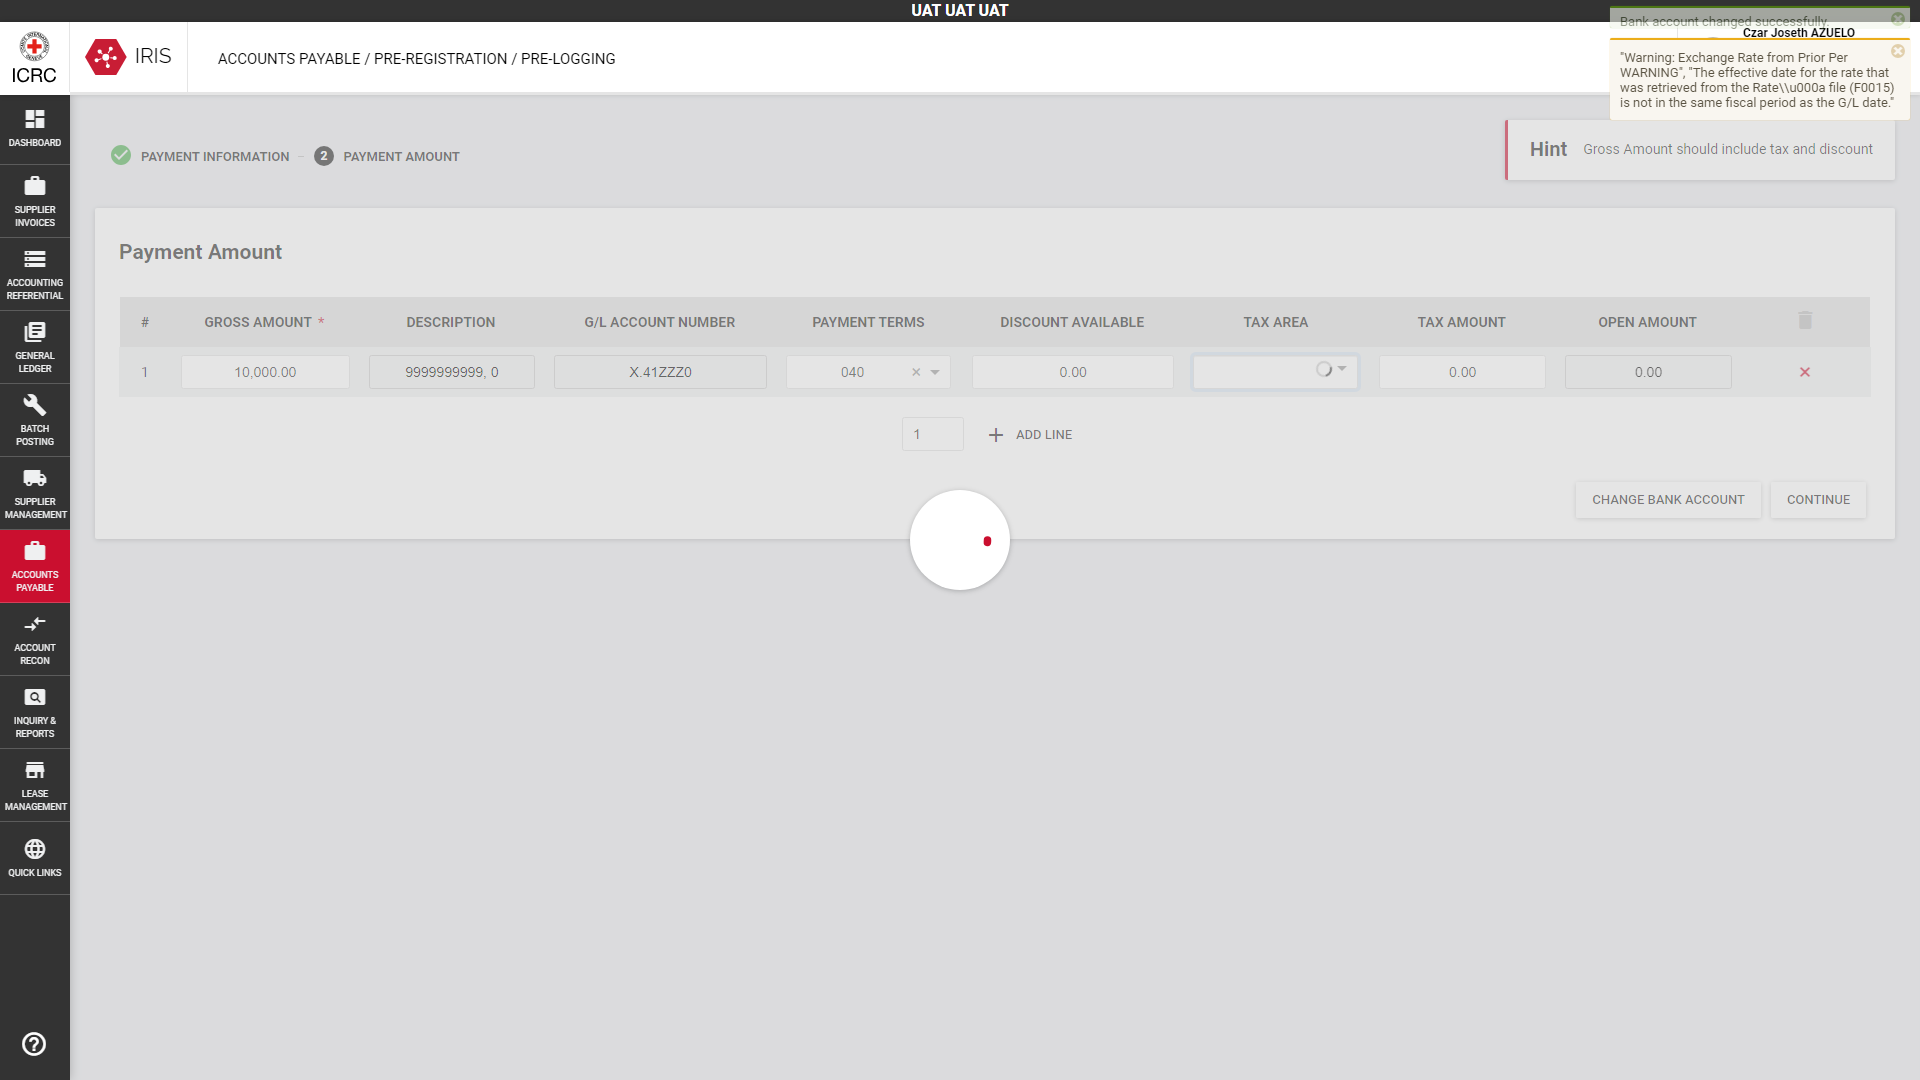 UAT UAT UAT
ICRC
IRIS
ACCOUNTS PAYABLE / PRE-REGISTRATION / PRE-LOGGING
Bank account changed successfully.
Czar Joseth AZUELO
"Warning: Exchange Rate from Prior Per
WARNING", "The effective date for the rate that
was retrieved from the Rate\\u000a file (F0015)
is not in the same fiscal period as the G/L date."
Hint Gross Amount should include tax and discount
DASHBOARD
SUPPLIER
INVOICES
ACCOUNTING
REFERENTIAL
GENERAL
LEDGER
BATCH
POSTING
SUPPLIER
MANAGEMENT
ACCOUNTS
PAYABLE
ACCOUNT
RECON
INQUIRY &
REPORTS
LEASE
MANAGEMENT
QUICK LINKS
PAYMENT INFORMATION
2 PAYMENT AMOUNT
Payment Amount
# GROSS AMOUNT * DESCRIPTION G/L ACCOUNT NUMBER PAYMENT TERMS DISCOUNT AVAILABLE TAX AREA TAX AMOUNT OPEN AMOUNT
1 10,000.00 9999999999, 0 X.41ZZZ0 040 0.00 0.00 0.00
1 ADD LINE
CHANGE BANK ACCOUNT CONTINUE